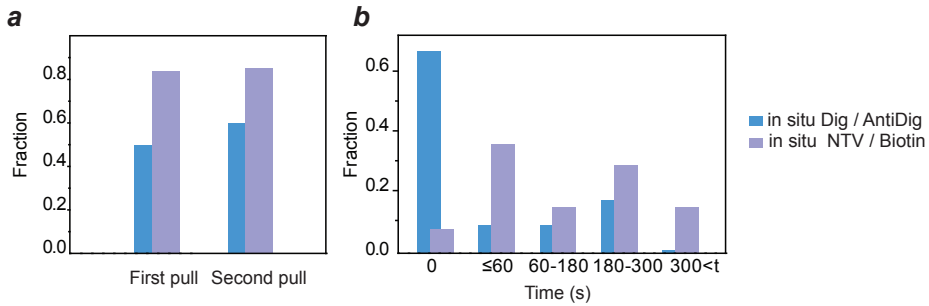 a
b
Fraction
0.8
0.6
0.4
0.2
0.0
First pull Second pull
Fraction
0.6
0.4
0.2
0.0
0 ≤60 60-180 180-300 300<t
Time (s)
in situ Dig / AntiDig
in situ NTV / Biotin